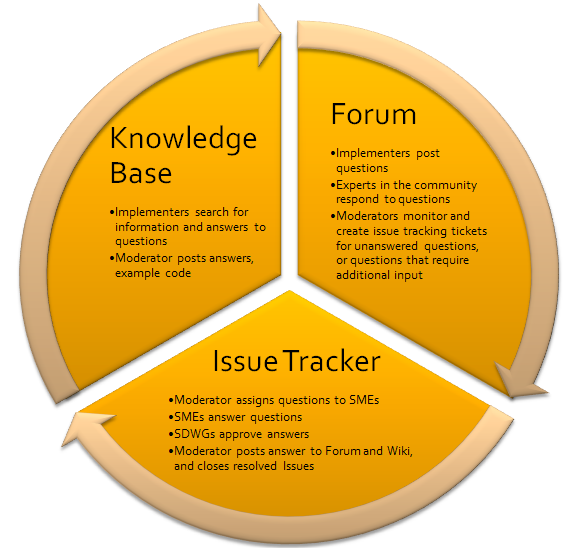 Knowledge
Base
•Implementers search for
information and answers to
questions
•Moderator posts answers,
example code
Forum
•Implementers post
questions
•Experts in the community
respond to questions
•Moderators monitor and
create issue tracking tickets
for unanswered questions,
or questions that require
additional input
Issue Tracker
•Moderator assigns questions to SMEs
•SMEs answer questions
•SDWGs approve answers
•Moderator posts answer to Forum and Wiki,
and closes resolved Issues